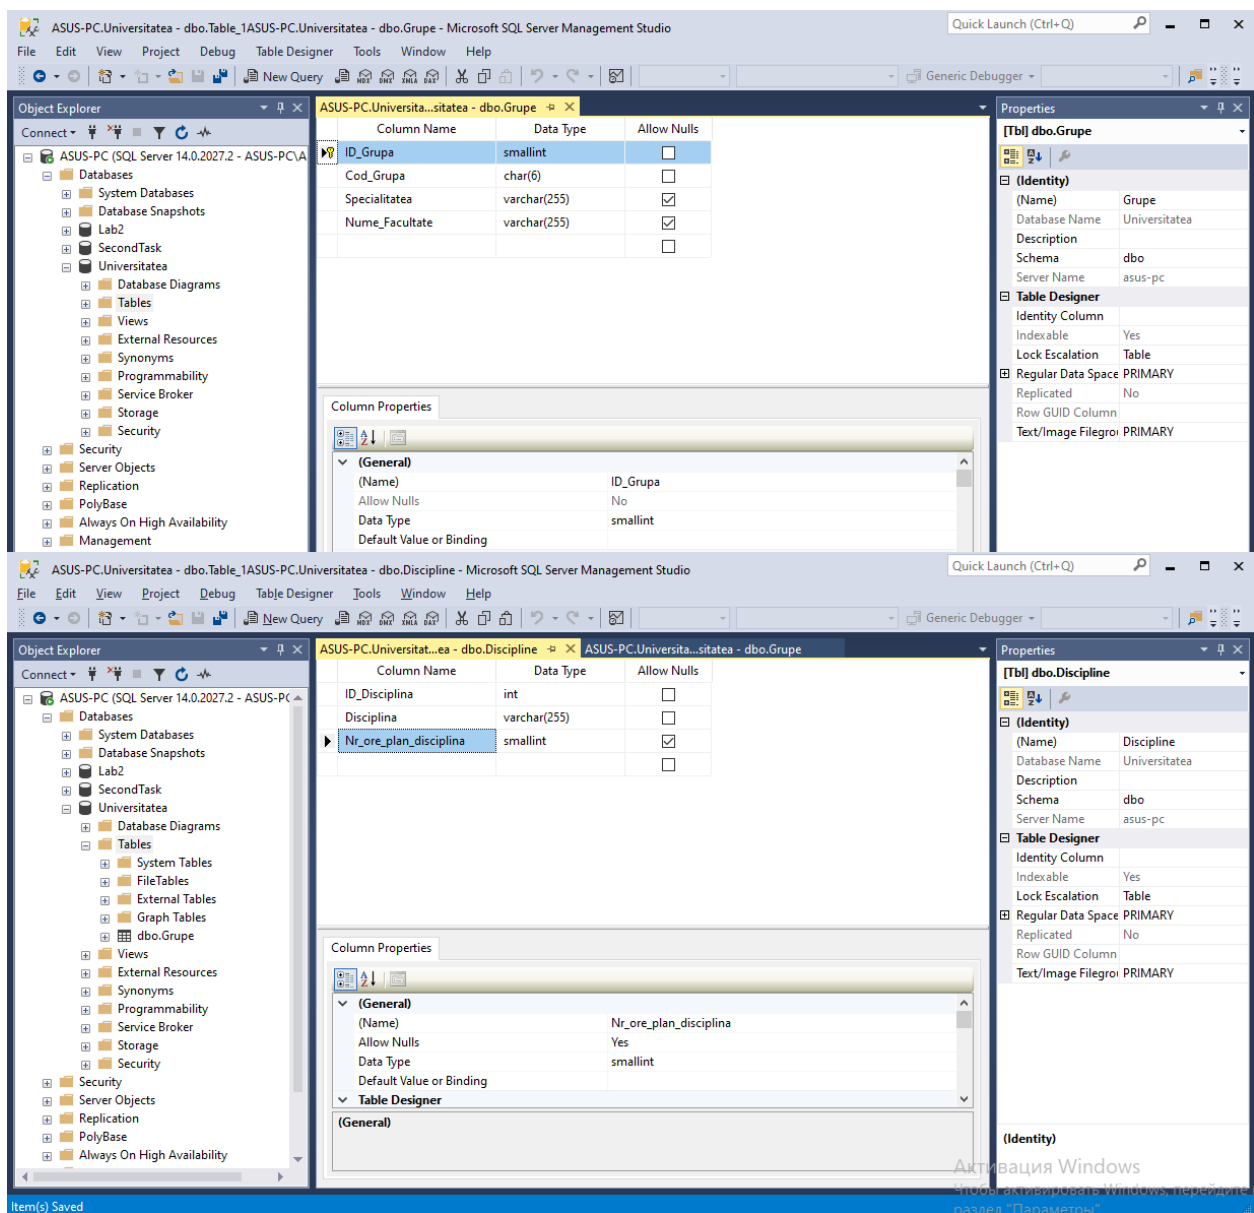 ASUS-PC.Universitatea - dbo.Table_1ASUS-PC.Universitatea - dbo.Grupe - Microsoft SQL Server Management Studio
Quick Launch (Ctrl+Q)
File Edit View Project Debug Table Designer Tools Window Help
New Query MDX DMX XMLA DAX Generic Debugger
Object Explorer
Connect
ASUS-PC (SQL Server 14.0.2027.2 - ASUS-PC\A
Databases
System Databases
Database Snapshots
Lab2
SecondTask
Universitatea
Database Diagrams
Tables
Views
External Resources
Synonyms
Programmability
Service Broker
Storage
Security
Security
Server Objects
Replication
PolyBase
Always On High Availability
Management
ASUS-PC.Universita...sitatea - dbo.Grupe
Column Name Data Type Allow Nulls
ID_Grupa smallint
Cod_Grupa char(6)
Specialitatea varchar(255)
Nume_Facultate varchar(255)
Column Properties
(General)
(Name) ID_Grupa
Allow Nulls No
Data Type smallint
Default Value or Binding
Properties
[Tbl] dbo.Grupe
(Identity)
(Name) Grupe
Database Name Universitatea
Description
Schema dbo
Server Name asus-pc
Table Designer
Identity Column
Indexable Yes
Lock Escalation Table
Regular Data Space PRIMARY
Replicated No
Row GUID Column
Text/Image Filegrou PRIMARY
ASUS-PC.Universitatea - dbo.Table_1ASUS-PC.Universitatea - dbo.Discipline - Microsoft SQL Server Management Studio
Quick Launch (Ctrl+Q)
File Edit View Project Debug Table Designer Tools Window Help
New Query MDX DMX XMLA DAX Generic Debugger
Object Explorer
Connect
ASUS-PC (SQL Server 14.0.2027.2 - ASUS-PC
Databases
System Databases
Database Snapshots
Lab2
SecondTask
Universitatea
Database Diagrams
Tables
System Tables
FileTables
External Tables
Graph Tables
dbo.Grupe
Views
External Resources
Synonyms
Programmability
Service Broker
Storage
Security
Security
Server Objects
Replication
PolyBase
Always On High Availability
ASUS-PC.Universitat...ea - dbo.Discipline ASUS-PC.Universita...sitatea - dbo.Grupe
Column Name Data Type Allow Nulls
ID_Disciplina int
Disciplina varchar(255)
Nr_ore_plan_disciplina smallint
Column Properties
(General)
(Name) Nr_ore_plan_disciplina
Allow Nulls Yes
Data Type smallint
Default Value or Binding
Table Designer
(General)
Properties
[Tbl] dbo.Discipline
(Identity)
(Name) Discipline
Database Name Universitatea
Description
Schema dbo
Server Name asus-pc
Table Designer
Identity Column
Indexable Yes
Lock Escalation Table
Regular Data Space PRIMARY
Replicated No
Row GUID Column
Text/Image Filegrou PRIMARY
(Identity)
Активация Windows
Чтобы активировать Windows, перейдите
раздел "Параметры"
Item(s) Saved